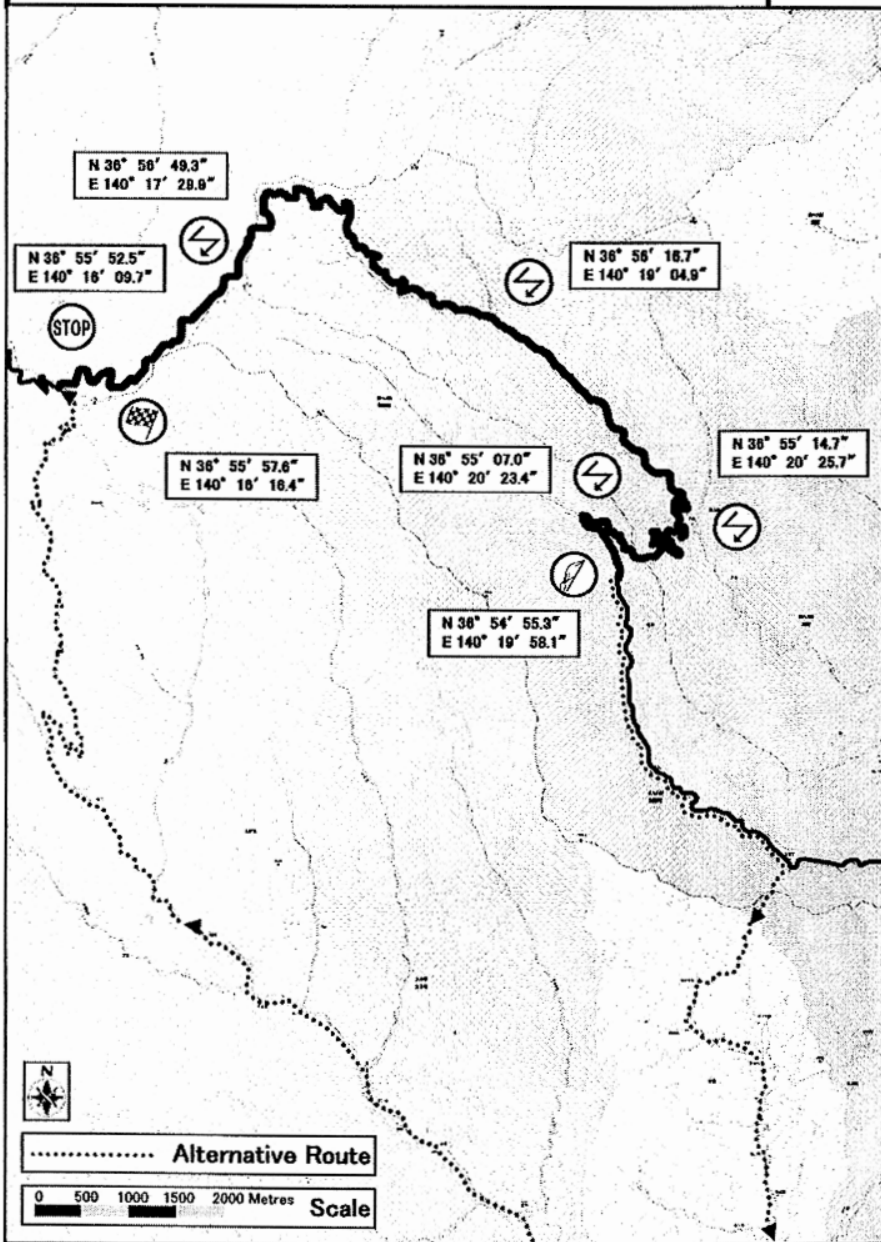 N 36° 56′ 49.3″
E 140° 17′ 29.9″
N 36° 55′ 52.5″
E 140° 16′ 09.7″
STOP
N 36° 56′ 16.7″
E 140° 19′ 04.9″
N 36° 55′ 57.6″
E 140° 16′ 16.4″
N 36° 55′ 07.0″
E 140° 20′ 23.4″
N 36° 55′ 14.7″
E 140° 20′ 25.7″
N 36° 54′ 55.3″
E 140° 19′ 58.1″
N
Alternative Route
0 500 1000 1500 2000 Metres Scale